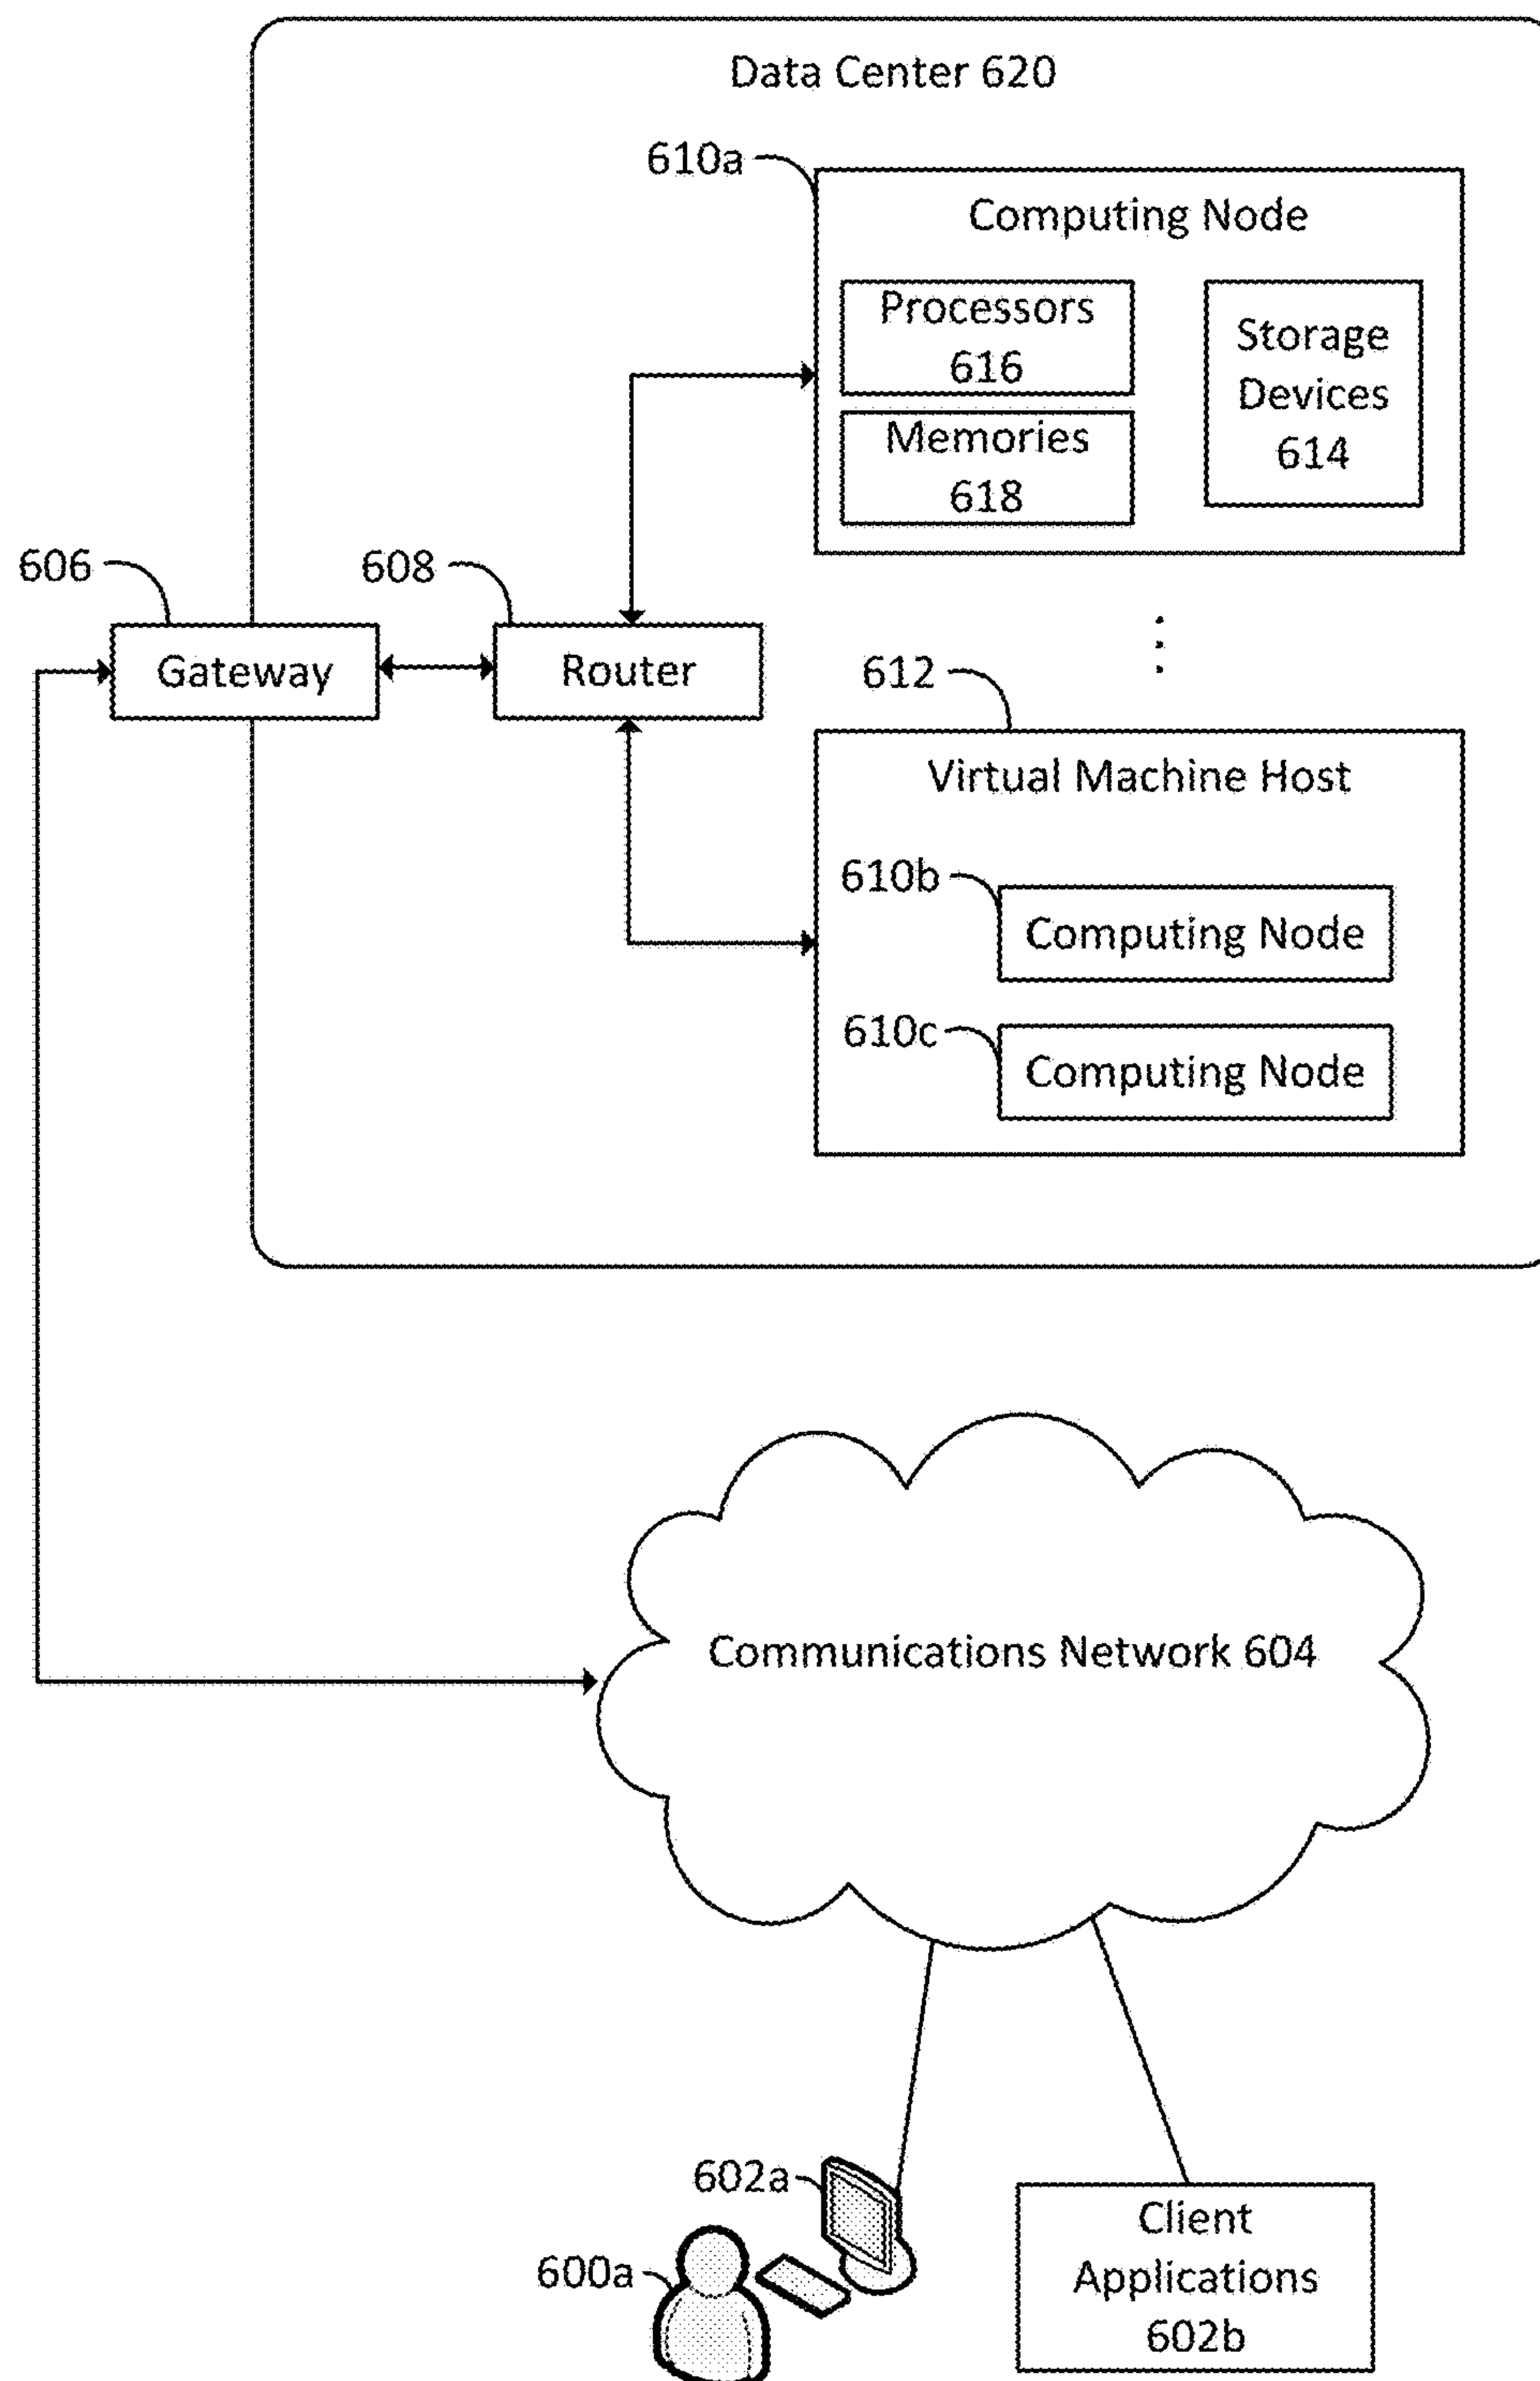 Data Center 620
610a
Computing Node
Processors
616
Storage
Devices
614
Memories
618
606
608
Gateway
Router
612
Virtual Machine Host
610b
Computing Node
610c
Computing Node
Communications Network 604
602a
600a
Client
Applications
602b